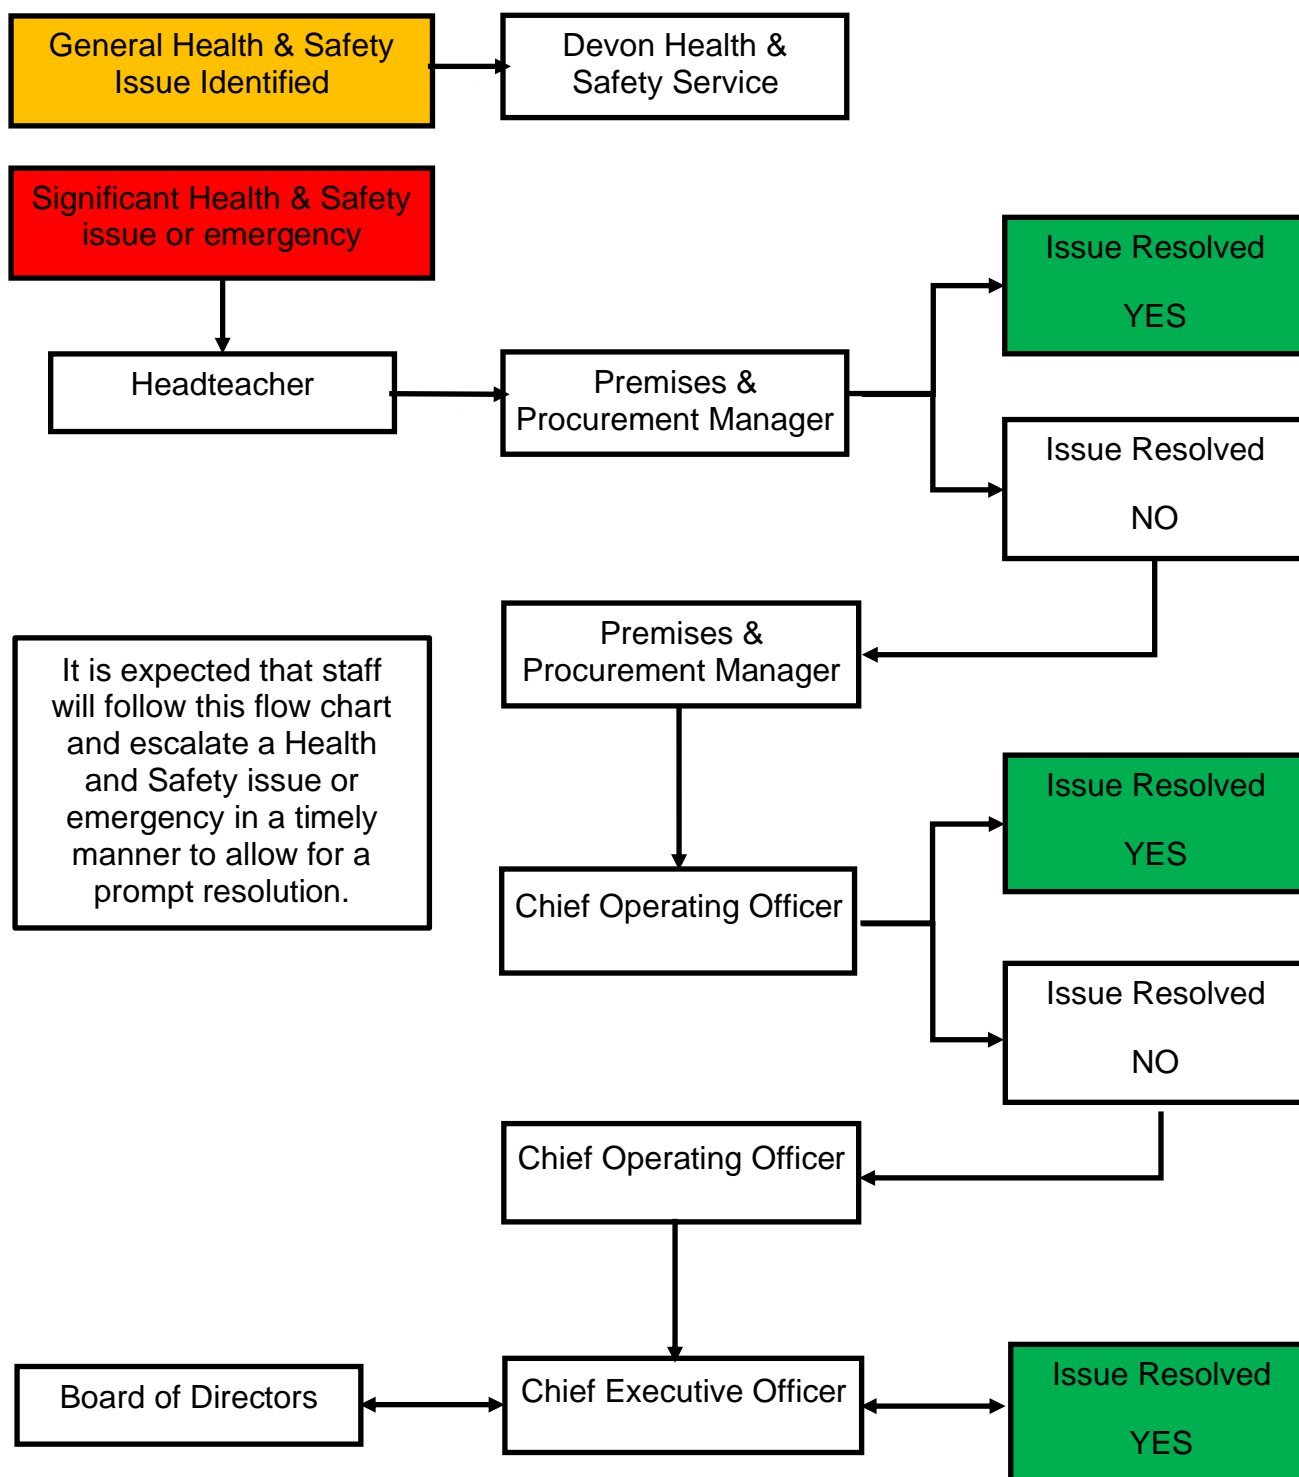 General Health & Safety
Issue Identified
Devon Health &
Safety Service
Significant Health & Safety
issue or emergency
Issue Resolved
YES
Headteacher
Premises &
Procurement Manager
Issue Resolved
NO
Premises &
Procurement Manager
It is expected that staff
will follow this flow chart
and escalate a Health
and Safety issue or
emergency in a timely
manner to allow for a
prompt resolution.
Issue Resolved
YES
Chief Operating Officer
Issue Resolved
NO
Chief Operating Officer
Board of Directors
Chief Executive Officer
Issue Resolved
YES